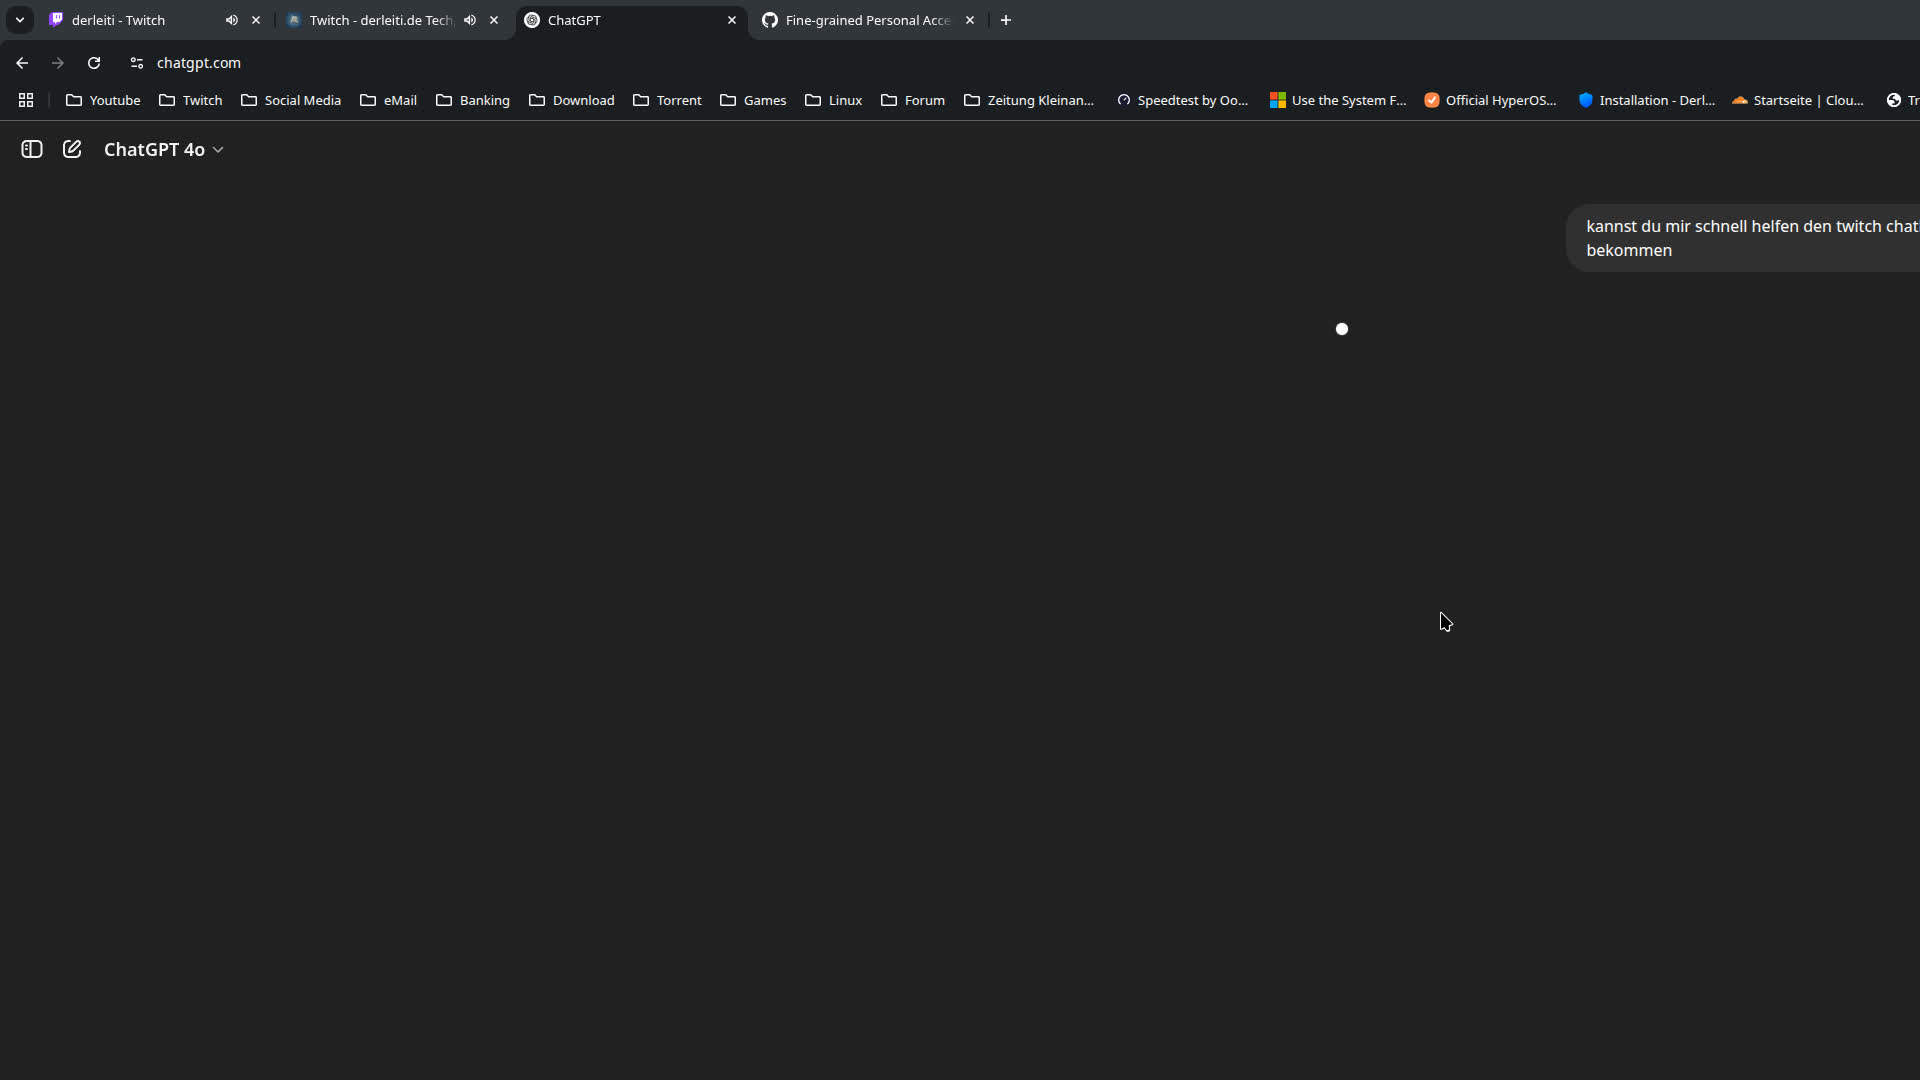 derleiti - Twitch
Twitch - derleiti.de Tech
ChatGPT
Fine-grained Personal Acce
chatgpt.com
Youtube Twitch Social Media eMail Banking Download Torrent Games Linux Forum Zeitung Kleinan... Speedtest by Oo... Use the System F... Official HyperOS... Installation - Derl... Startseite | Clou... Tr
ChatGPT 4o
kannst du mir schnell helfen den twitch chat
bekommen